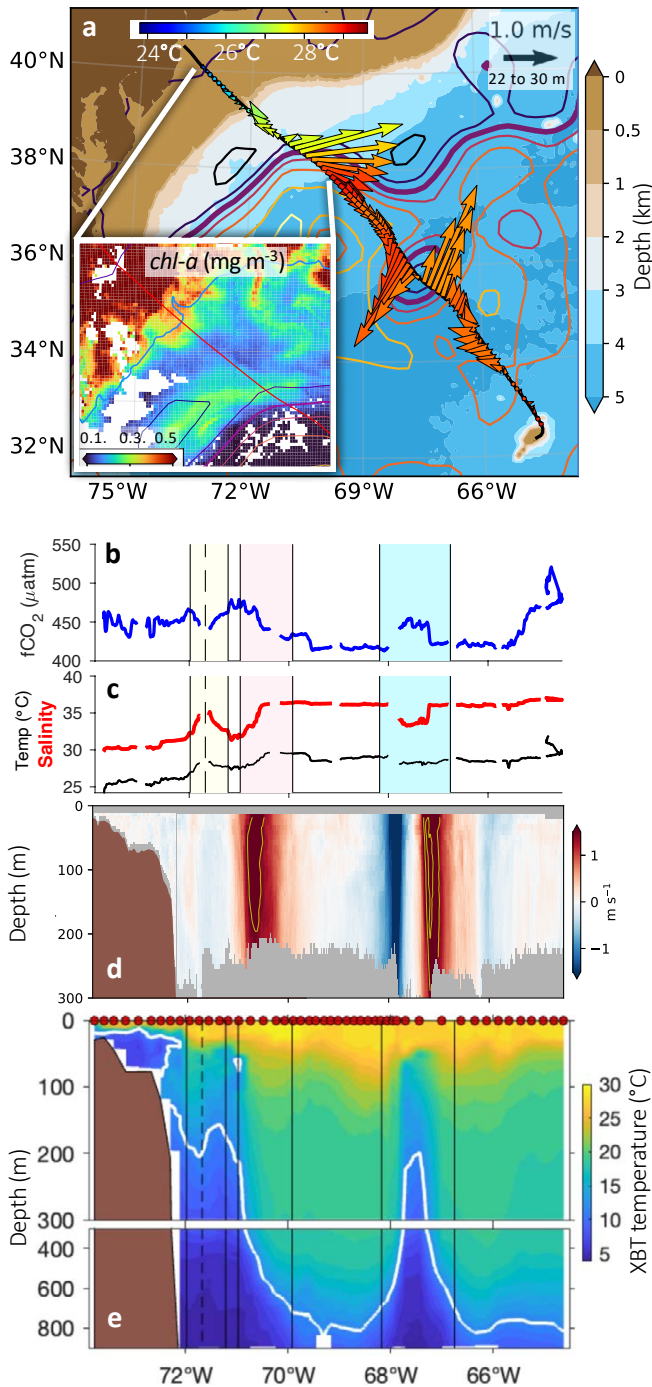 a
24°C 26°C 28°C
1.0 m/s
22 to 30 m
40°N
38°N
36°N
34°N
32°N
75°W 72°W 69°W 66°W
chl-a (mg m-3)
0.1. 0.3. 0.5
0
0.5
1
2
3
4
5
Depth (km)
b
550
500
450
400
fCO2 (μatm)
c
40
35
30
25
Temp (°C)
Salinity
0
100
200
300
Depth (m)
d
1
0
−1
m s−1
0
100
200
300
600
800
Depth (m)
e
72°W 70°W 68°W 66°W
30
25
20
15
10
5
XBT temperature (°C)